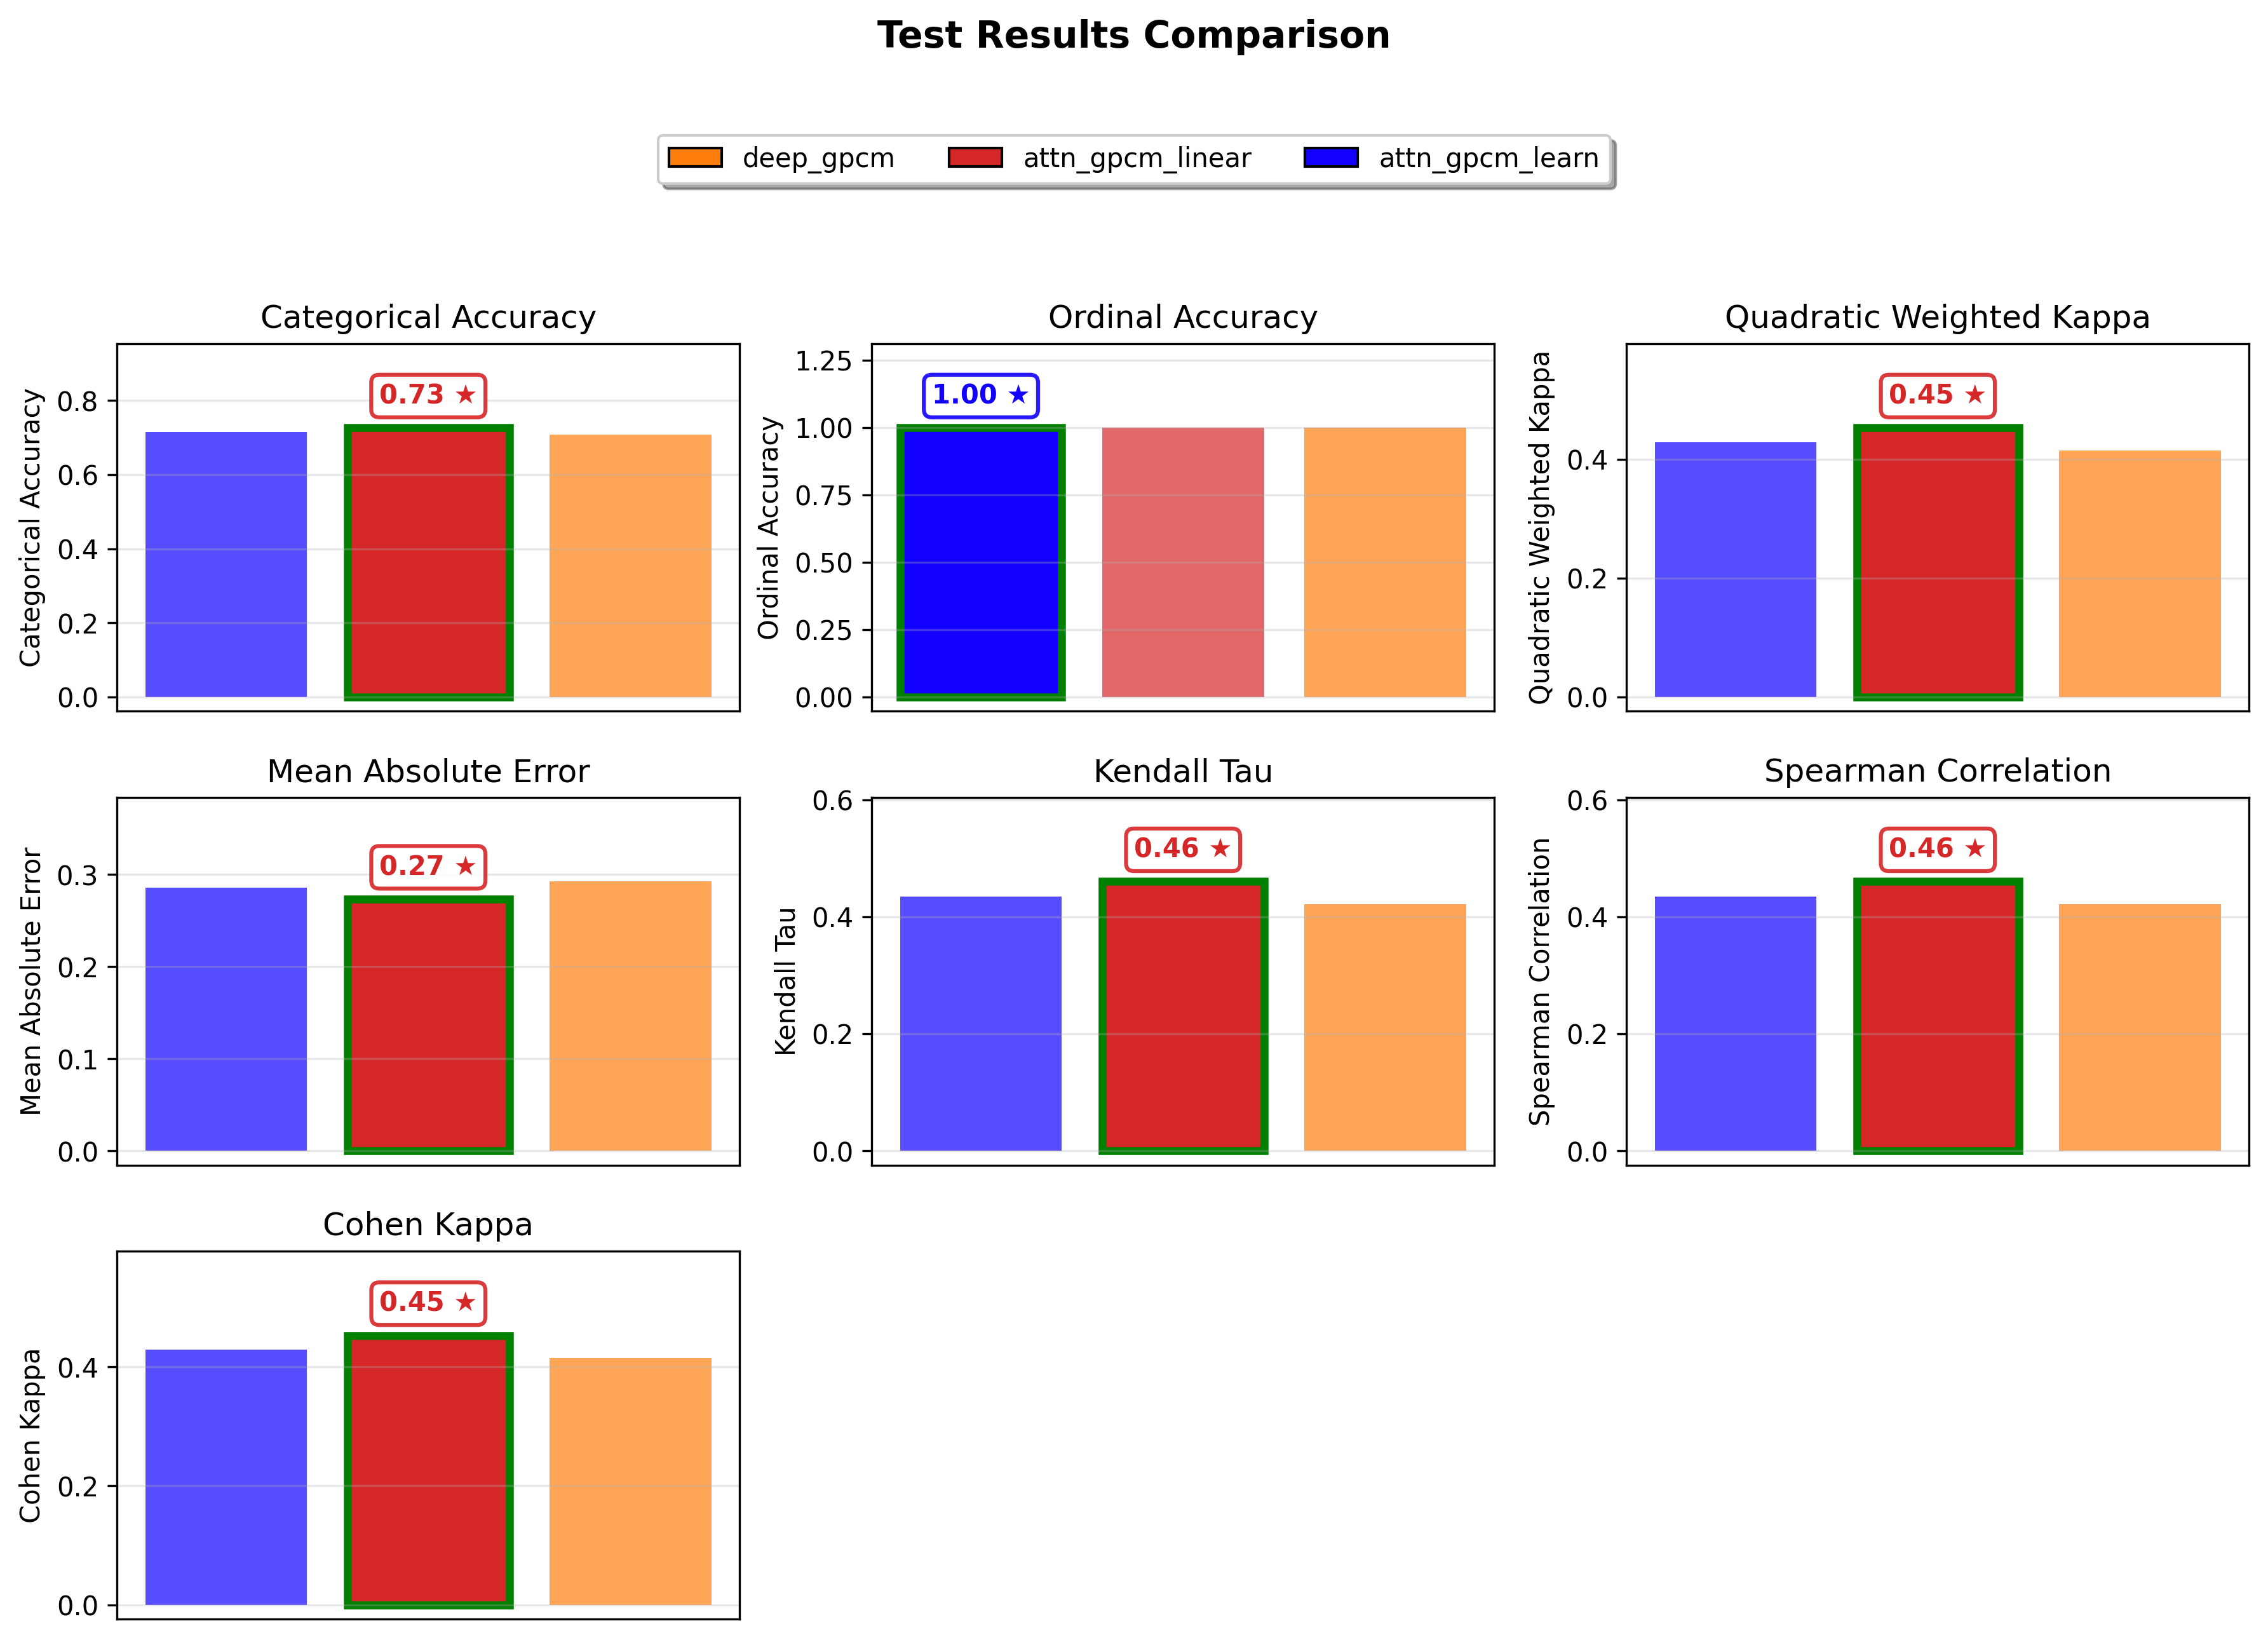 Test Results Comparison
deep_gpcm attn_gpcm_linear attn_gpcm_learn
Categorical Accuracy
Categorical Accuracy
0.8
0.6
0.4
0.2
0.0
0.73 ★
Ordinal Accuracy
Ordinal Accuracy
1.25
1.00
0.75
0.50
0.25
0.00
1.00 ★
Quadratic Weighted Kappa
Quadratic Weighted Kappa
0.4
0.2
0.0
0.45 ★
Mean Absolute Error
Mean Absolute Error
0.3
0.2
0.1
0.0
0.27 ★
Kendall Tau
Kendall Tau
0.6
0.4
0.2
0.0
0.46 ★
Spearman Correlation
Spearman Correlation
0.6
0.4
0.2
0.0
0.46 ★
Cohen Kappa
Cohen Kappa
0.4
0.2
0.0
0.45 ★